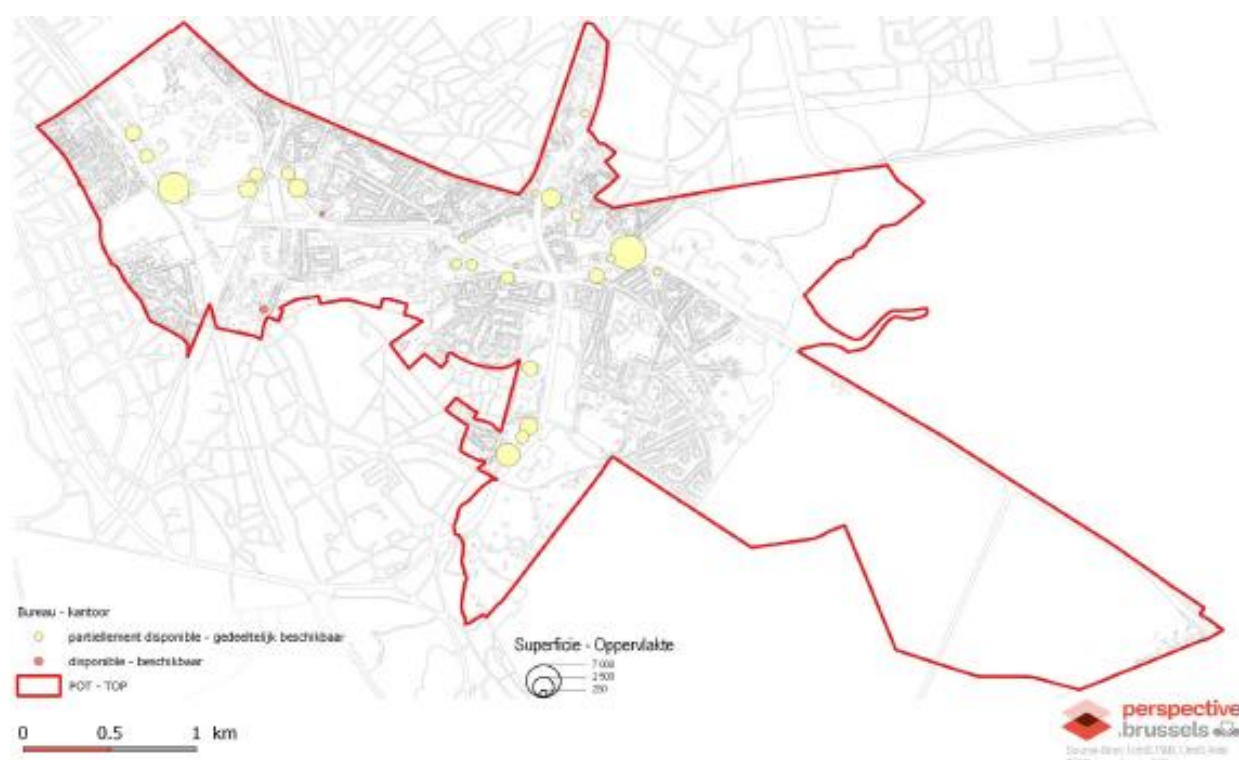 Bureau - kantoor
partiellement disponible - gedeeltelijk beschikbaar
disponible - beschikbaar
POT - TOP
Superficie - Oppervlakte
7 000
2 500
250
0 0.5 1 km
perspective
.brussels